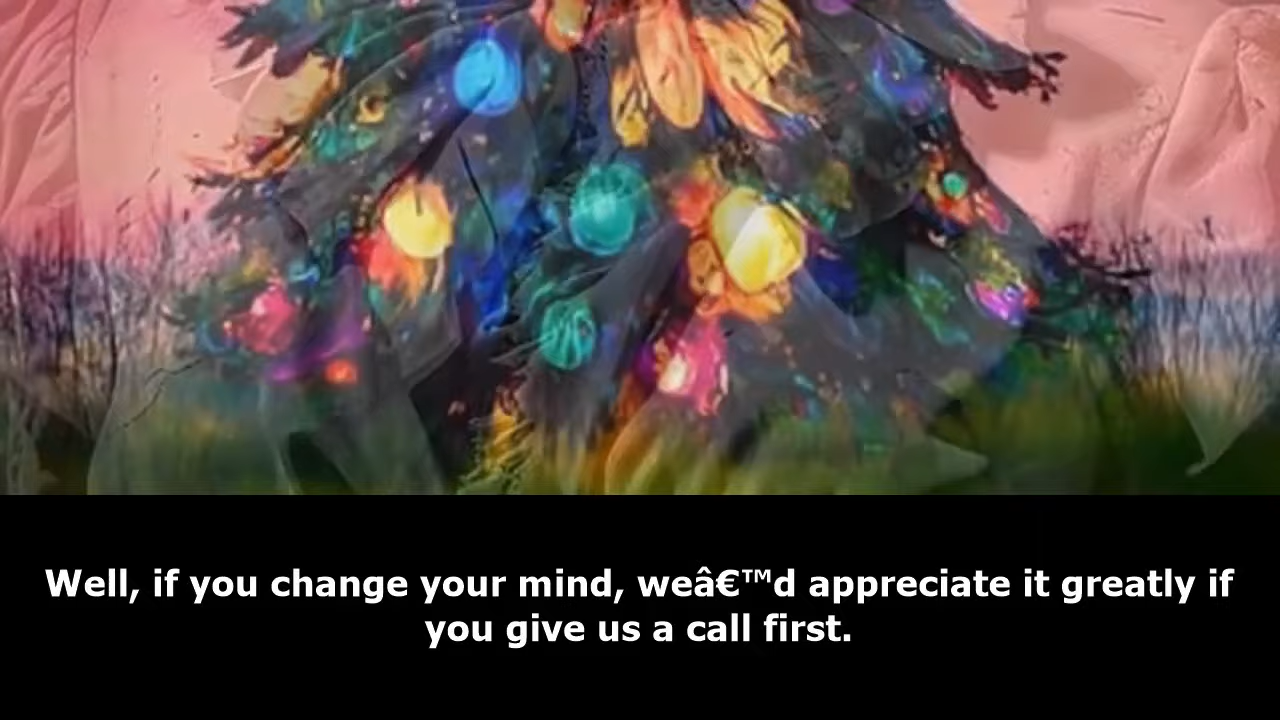 Well, if you change your mind, weâ€™d appreciate it greatly if
you give us a call first.